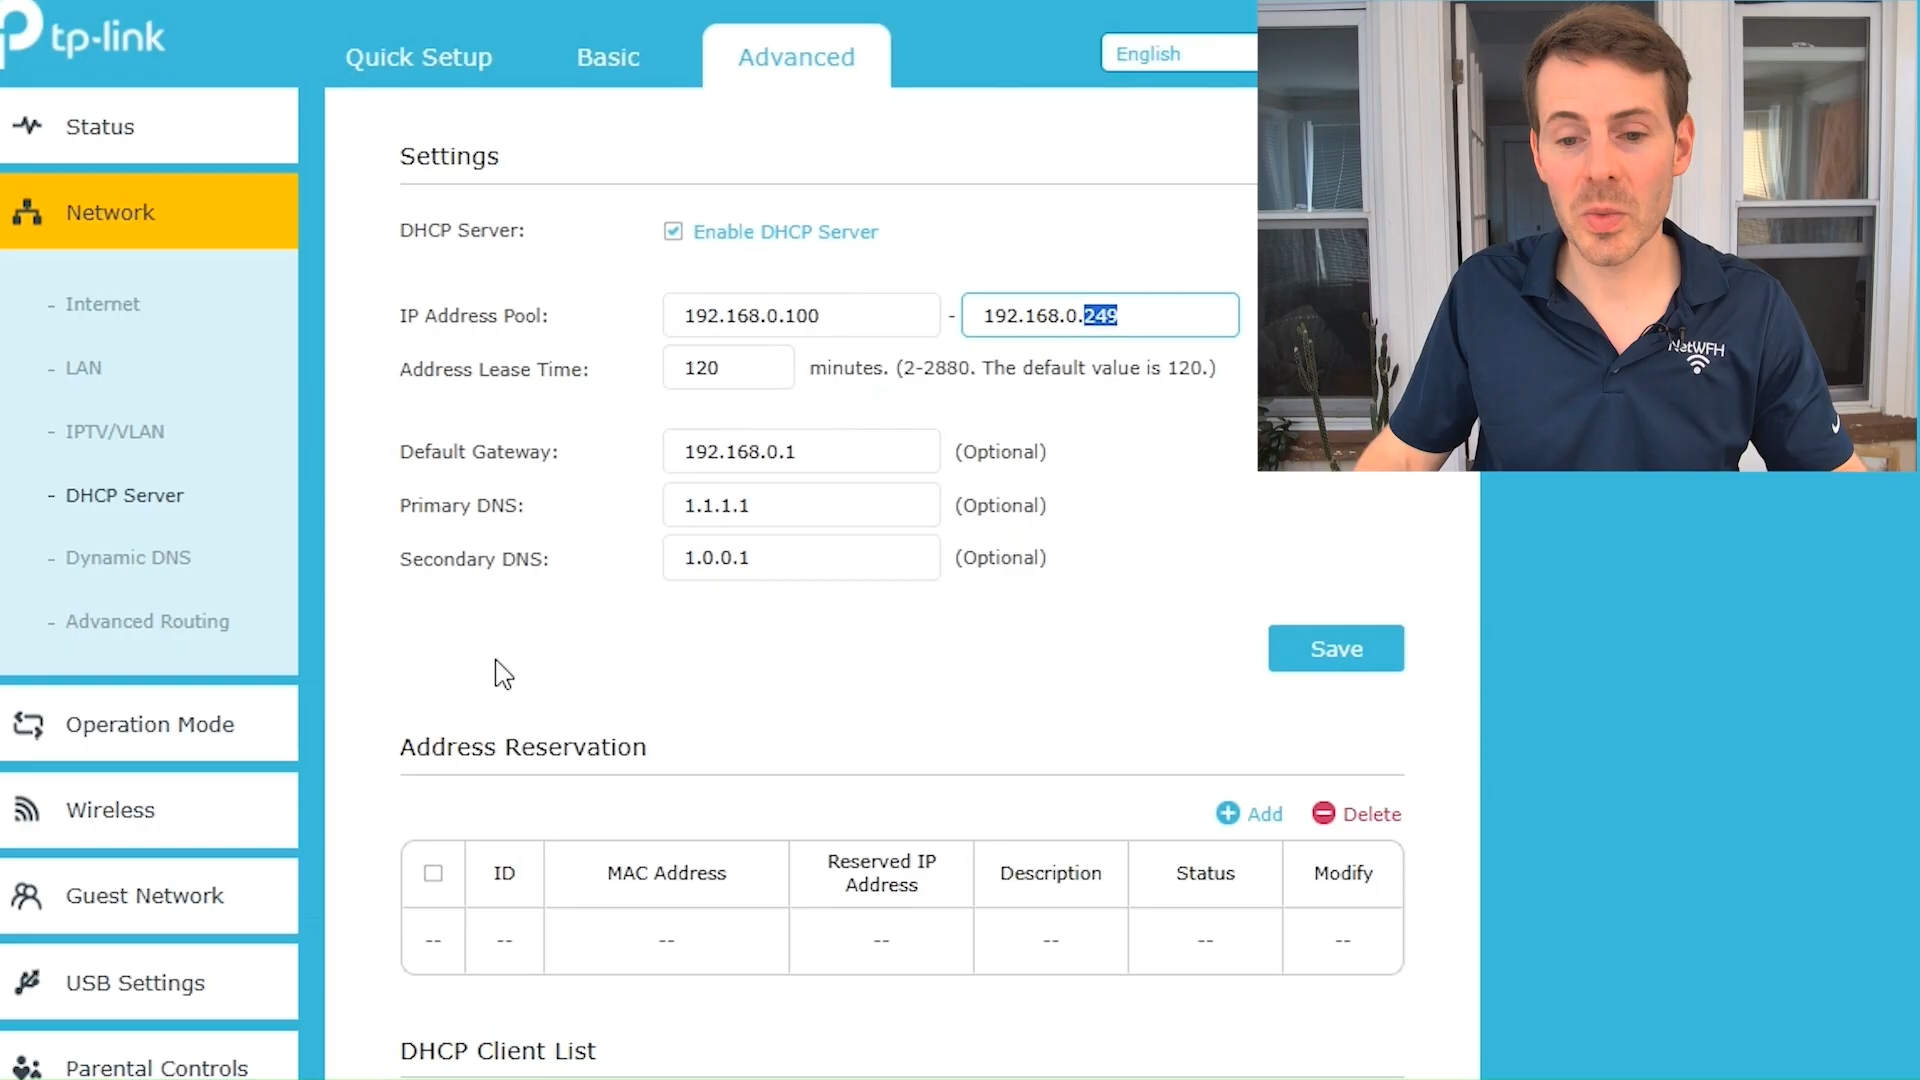 tp-link
Quick Setup
Basic
Advanced
English
Status
Network
- Internet
- LAN
- IPTV/VLAN
- DHCP Server
- Dynamic DNS
- Advanced Routing
Operation Mode
Wireless
Guest Network
USB Settings
Parental Controls
Settings
DHCP Server: Enable DHCP Server
IP Address Pool: 192.168.0.100 - 192.168.0.249
Address Lease Time: 120 minutes. (2-2880. The default value is 120.)
Default Gateway: 192.168.0.1 (Optional)
Primary DNS: 1.1.1.1 (Optional)
Secondary DNS: 1.0.0.1 (Optional)
Save
Address Reservation
Add Delete
ID MAC Address Reserved IP Address Description Status Modify
-- -- -- -- -- -- --
DHCP Client List
NetWFH